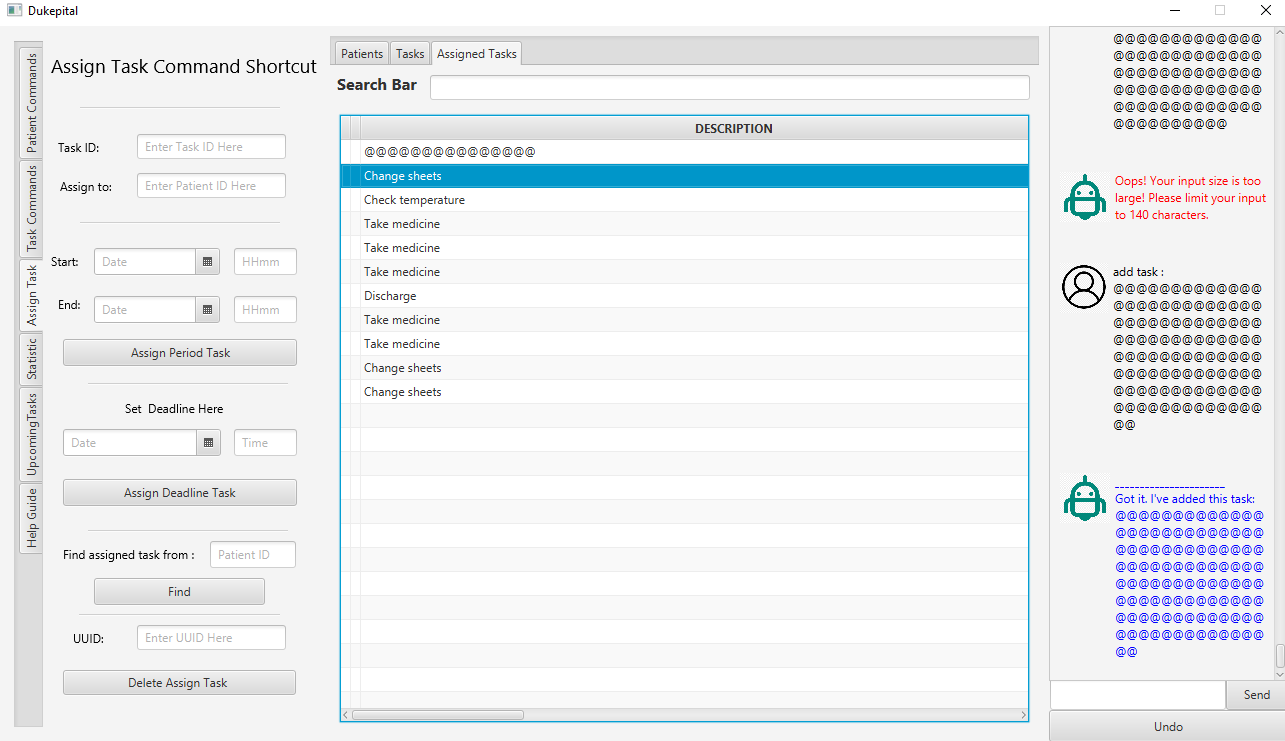 Dukepital
Patient Commands
Task Commands
Assign Task
Statistic
UpcomingTasks
Help Guide
Assign Task Command Shortcut
Task ID:
Enter Task ID Here
Assign to:
Enter Patient ID Here
Start:
Date
HHmm
End:
Date
HHmm
Assign Period Task
Set Deadline Here
Date
Time
Assign Deadline Task
Find assigned task from :
Patient ID
Find
UUID:
Enter UUID Here
Delete Assign Task
Patients
Tasks
Assigned Tasks
Search Bar
DESCRIPTION
@@@@@@@@@@@@@@@
Change sheets
Check temperature
Take medicine
Take medicine
Take medicine
Discharge
Take medicine
Take medicine
Change sheets
Change sheets
@@@@@@@@@@@@@
@@@@@@@@@@@@@
@@@@@@@@@@@@@
@@@@@@@@@@@@@
@@@@@@@@@@@@@
@@@@@@@@@@
Oops! Your input size is too
large! Please limit your input
to 140 characters.
add task :
@@@@@@@@@@@@@
@@@@@@@@@@@@@
@@@@@@@@@@@@@
@@@@@@@@@@@@@
@@@@@@@@@@@@@
@@@@@@@@@@@@@
@@@@@@@@@@@@@
@@@@@@@@@@@@@
@@
______________________
Got it. I've added this task:
@@@@@@@@@@@@@
@@@@@@@@@@@@@
@@@@@@@@@@@@@
@@@@@@@@@@@@@
@@@@@@@@@@@@@
@@@@@@@@@@@@@
@@@@@@@@@@@@@
@@@@@@@@@@@@@
@@
Send
Undo